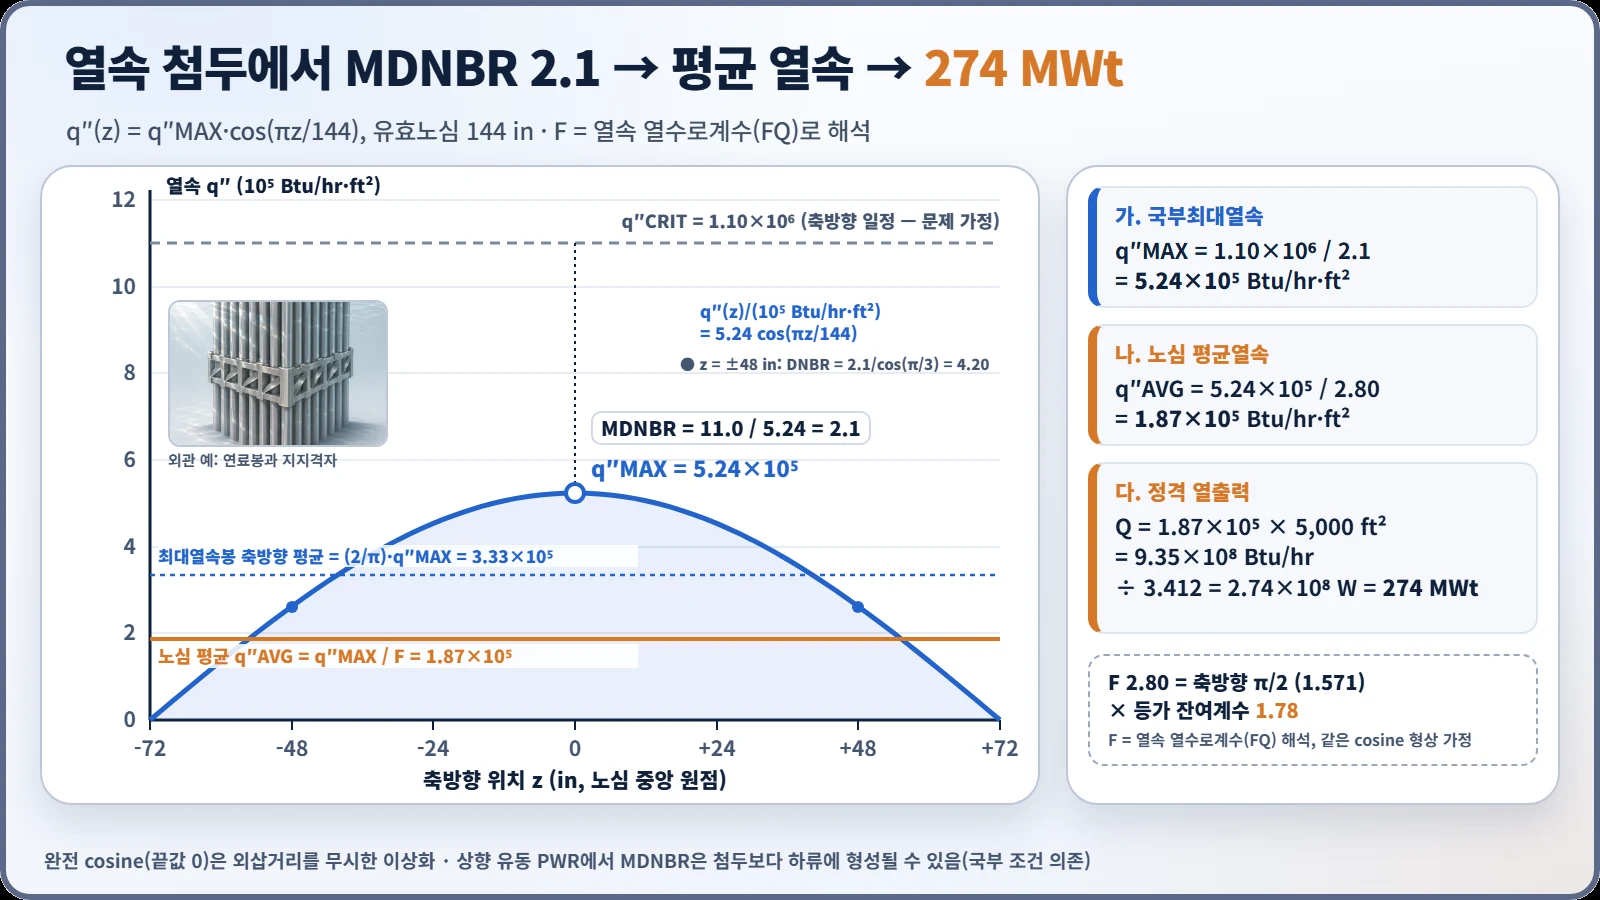 열속 첨두에서 MDNBR 2.1 → 평균 열속 → 274 MWt
q″(z) = q″MAX·cos(πz/144), 유효노심 144 in · F = 열속 열수로계수(FQ)로 해석
열속 q″ (10⁵ Btu/hr·ft²)
12
10
8
6
4
2
0
q″CRIT = 1.10×10⁶ (축방향 일정 — 문제 가정)
q″(z)/(10⁵ Btu/hr·ft²)
= 5.24 cos(πz/144)
● z = ±48 in: DNBR = 2.1/cos(π/3) = 4.20
MDNBR = 11.0 / 5.24 = 2.1
q″MAX = 5.24×10⁵
외관 예: 연료봉과 지지격자
최대열속봉 축방향 평균 = (2/π)·q″MAX = 3.33×10⁵
노심 평균 q″AVG = q″MAX / F = 1.87×10⁵
-72 -48 -24 0 +24 +48 +72
축방향 위치 z (in, 노심 중앙 원점)
가. 국부최대열속
q″MAX = 1.10×10⁶ / 2.1
= 5.24×10⁵ Btu/hr·ft²
나. 노심 평균열속
q″AVG = 5.24×10⁵ / 2.80
= 1.87×10⁵ Btu/hr·ft²
다. 정격 열출력
Q = 1.87×10⁵ × 5,000 ft²
= 9.35×10⁸ Btu/hr
÷ 3.412 = 2.74×10⁸ W = 274 MWt
F 2.80 = 축방향 π/2 (1.571)
× 등가 잔여계수 1.78
F = 열속 열수로계수(FQ) 해석, 같은 cosine 형상 가정
완전 cosine(끝값 0)은 외삽거리를 무시한 이상화 · 상향 유동 PWR에서 MDNBR은 첨두보다 하류에 형성될 수 있음(국부 조건 의존)